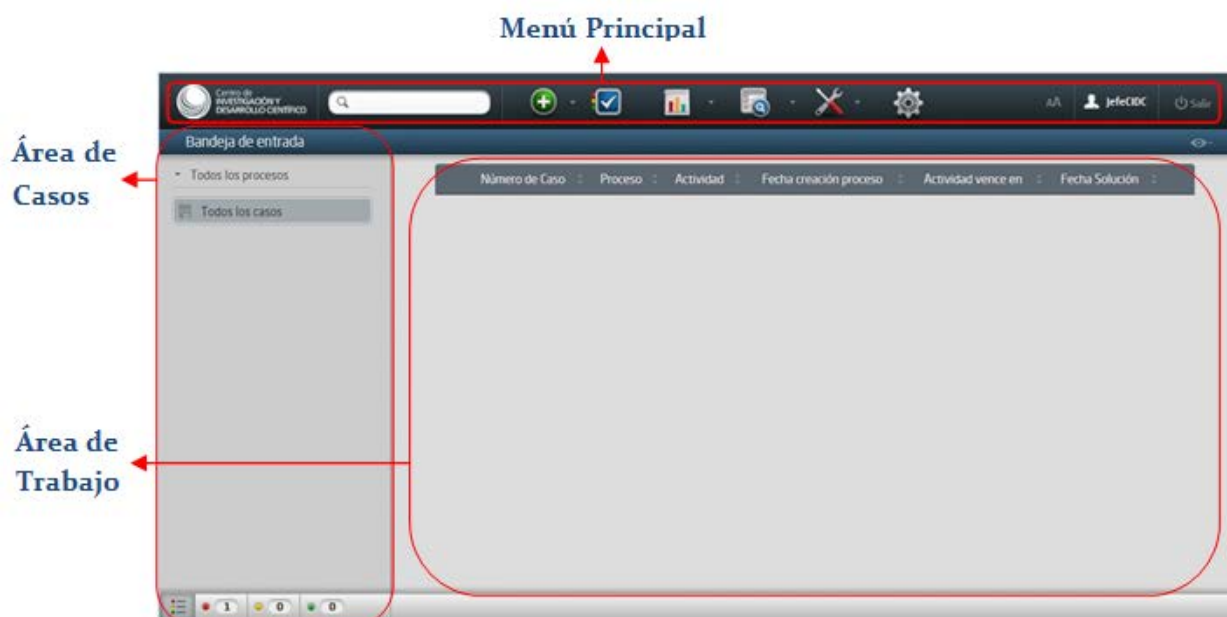 Menú Principal
Centro de
INVESTIGACIÓN Y
DESARROLLO CIENTÍFICO
AA
JefeCIDC
Salir
Bandeja de entrada
Área de
Casos
Todos los procesos
Todos los casos
Número de Caso Proceso Actividad Fecha creación proceso Actividad vence en Fecha Solución
Área de
Trabajo
1 0 0